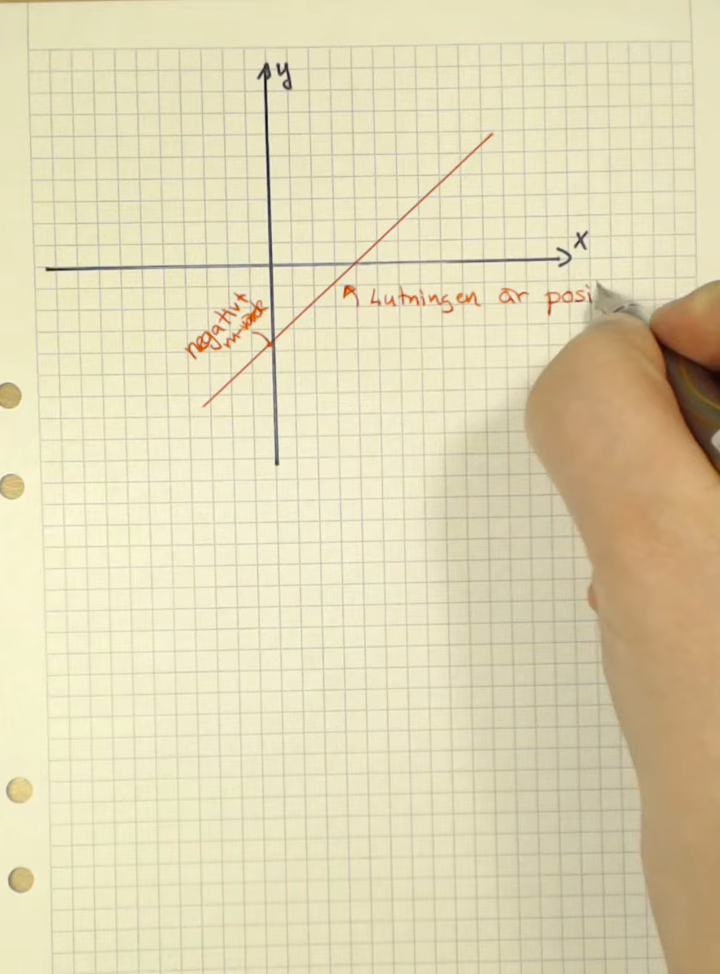 y
x
negativt
m-värde
Lutningen är posi